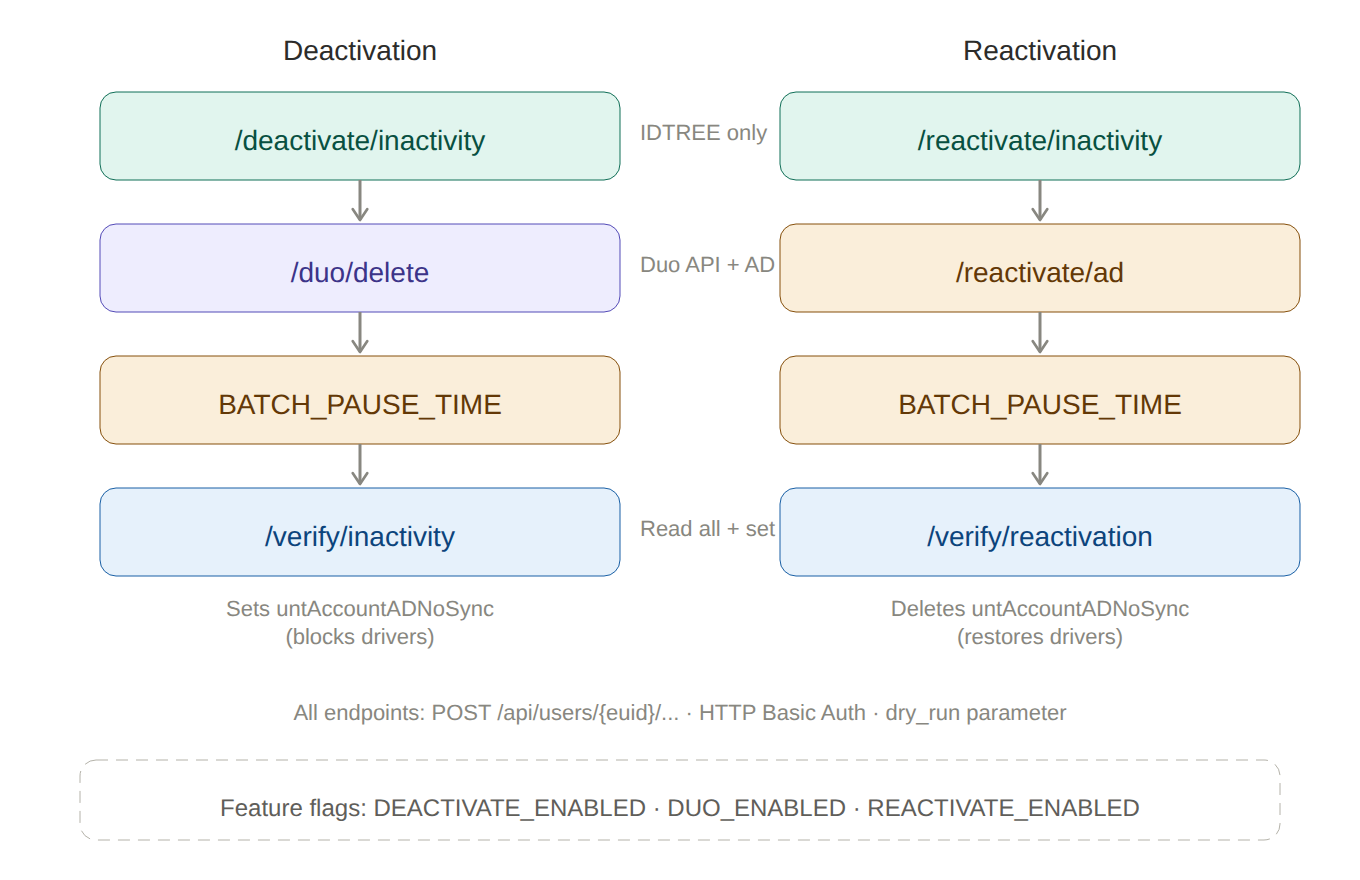 Deactivation
Reactivation
/deactivate/inactivity
IDTREE only
/reactivate/inactivity
/duo/delete
Duo API + AD
/reactivate/ad
BATCH_PAUSE_TIME
BATCH_PAUSE_TIME
/verify/inactivity
Read all + set
/verify/reactivation
Sets untAccountADNoSync
(blocks drivers)
Deletes untAccountADNoSync
(restores drivers)
All endpoints: POST /api/users/{euid}/... · HTTP Basic Auth · dry_run parameter
Feature flags: DEACTIVATE_ENABLED · DUO_ENABLED · REACTIVATE_ENABLED